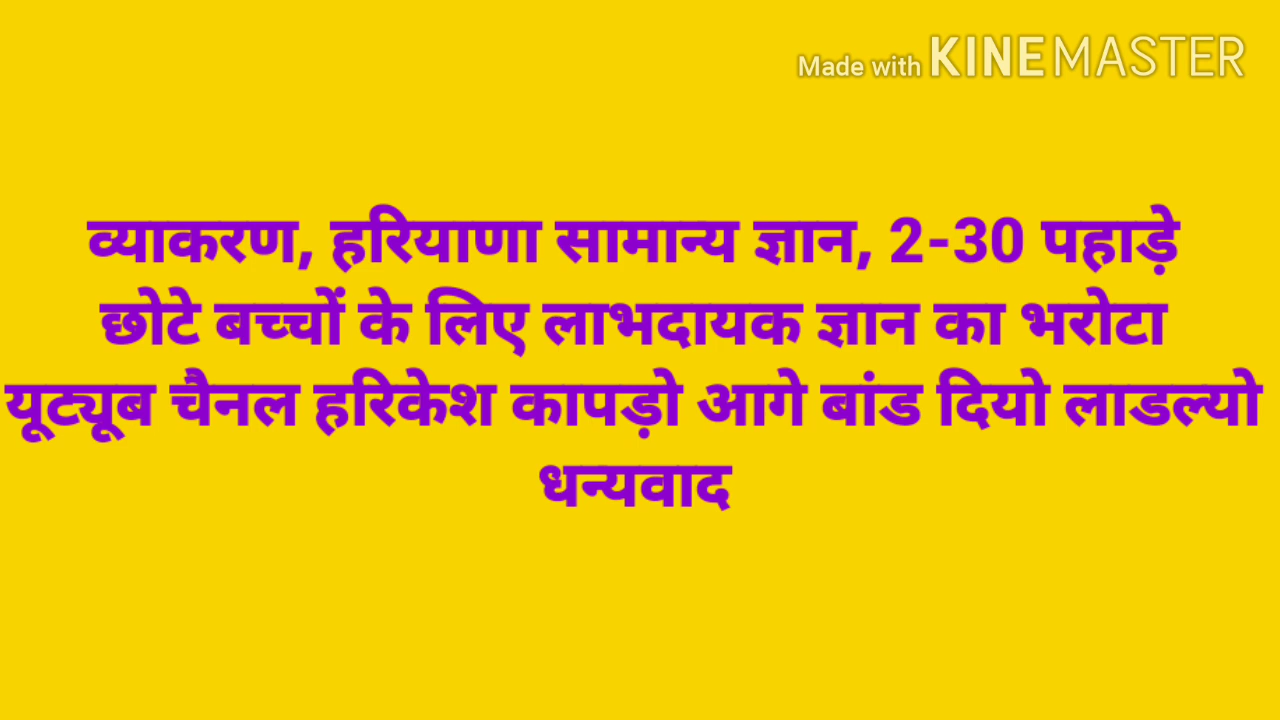 Made with KINEMASTER
व्याकरण, हरियाणा सामान्य ज्ञान, 2-30 पहाड़े
छोटे बच्चों के लिए लाभदायक ज्ञान का भरोटा
यूट्यूब चैनल हरिकेश कापड़ो आगे बांड दियो लाडल्यो
धन्यवाद